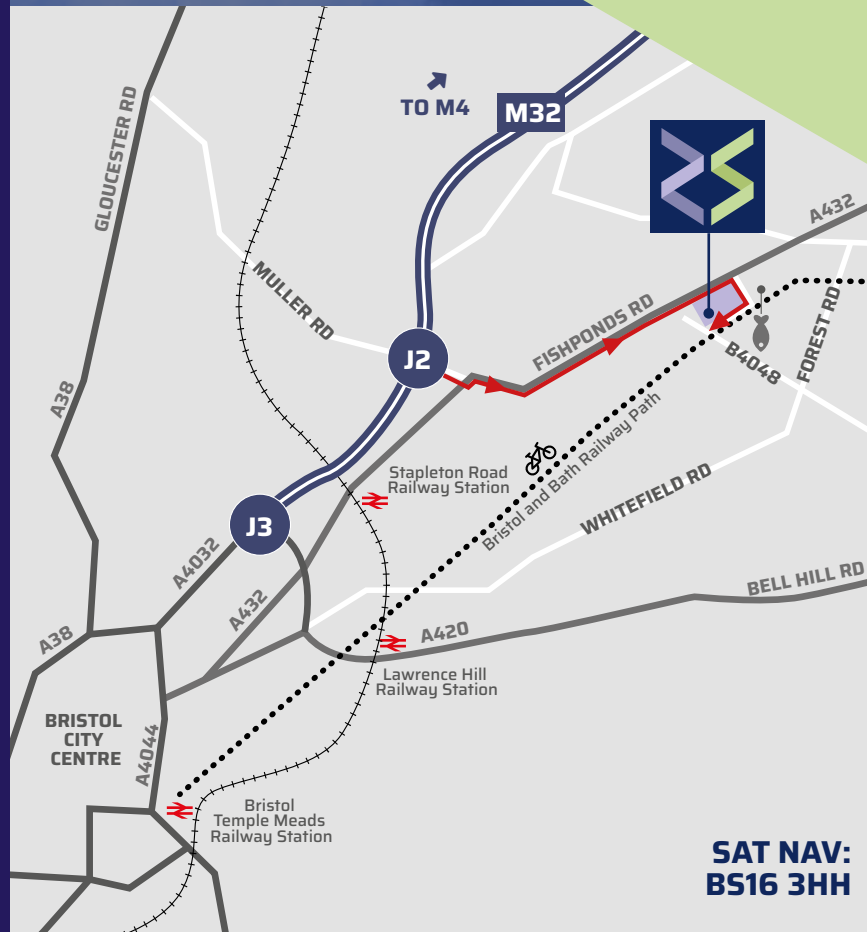 TO M4
M32
GLOUCESTER RD
A432
MULLER RD
FISHPONDS RD
FOREST RD
J2
B4048
A38
Stapleton Road
Railway Station
Bristol and Bath Railway Path
WHITEFIELD RD
J3
A4032
A432
BELL HILL RD
A420
A38
Lawrence Hill
Railway Station
BRISTOL
CITY
CENTRE
A4044
Bristol
Temple Meads
Railway Station
SAT NAV:
BS16 3HH